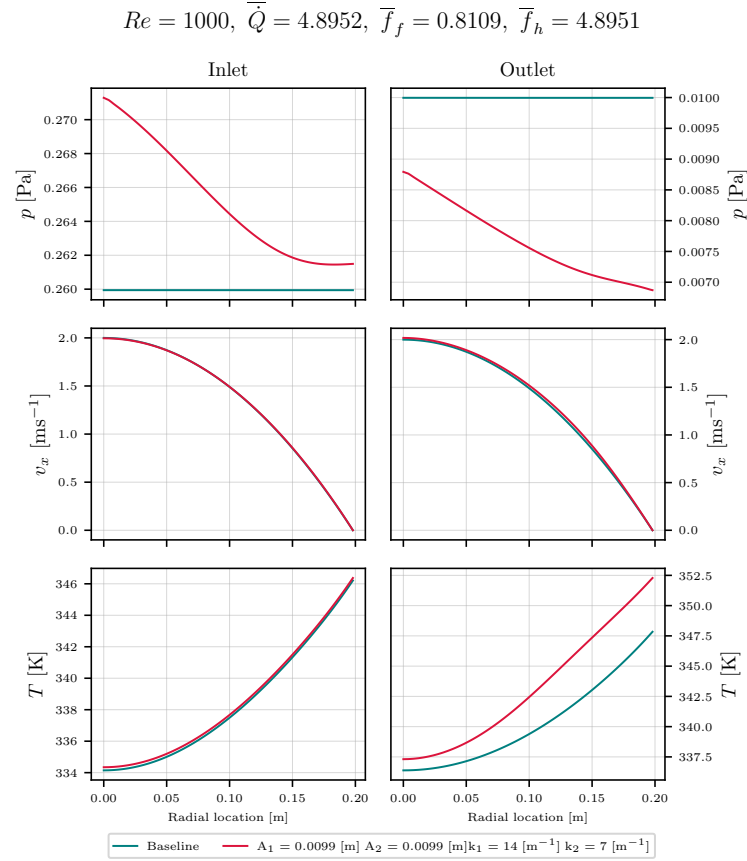 Re = 1000, \overline{\dot{Q}} = 4.8952, \overline{f}_f = 0.8109, \overline{f}_h = 4.8951
Inlet
Outlet
p [Pa]
0.270
0.268
0.266
0.264
0.262
0.260
0.0100
0.0095
0.0090
0.0085
0.0080
0.0075
0.0070
p [Pa]
v_x [ms⁻¹]
2.0
1.5
1.0
0.5
0.0
2.0
1.5
1.0
0.5
0.0
v_x [ms⁻¹]
T [K]
346
344
342
340
338
336
334
352.5
350.0
347.5
345.0
342.5
340.0
337.5
T [K]
0.00 0.05 0.10 0.15 0.20
0.00 0.05 0.10 0.15 0.20
Radial location [m]
Radial location [m]
Baseline
A₁ = 0.0099 [m] A₂ = 0.0099 [m]k₁ = 14 [m⁻¹] k₂ = 7 [m⁻¹]